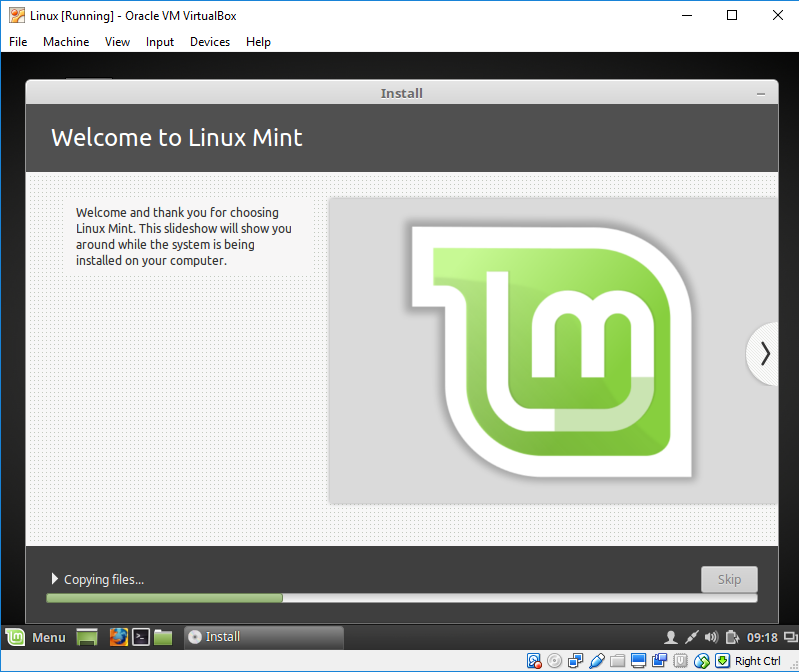 Linux [Running] - Oracle VM VirtualBox
File Machine View Input Devices Help
Install
Welcome to Linux Mint
Welcome and thank you for choosing
Linux Mint. This slideshow will show you
around while the system is being
installed on your computer.
lm
Copying files...
Skip
Menu
Install
09:18
Right Ctrl